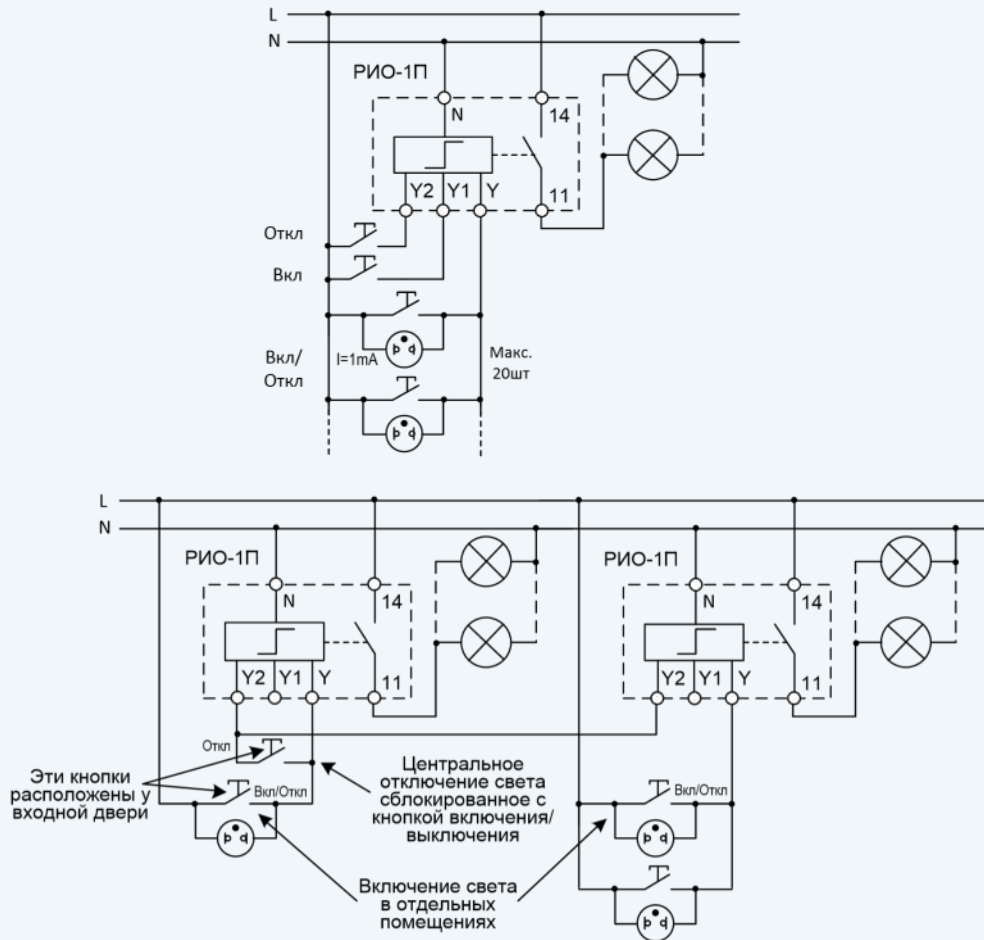 L
N
РИО-1П
N
14
Y2
Y1
Y
11
Откл
Вкл
Вкл/
Откл
I=1mA
Макс.
20шт
L
N
РИО-1П
N
14
Y2
Y1
Y
11
Откл
Вкл/Откл
Эти кнопки
расположены у
входной двери
Центральное
отключение света
сблокированное с
кнопкой включения/
выключения
Включение света
в отдельных
помещениях
РИО-1П
N
14
Y2
Y1
Y
11
Вкл/Откл